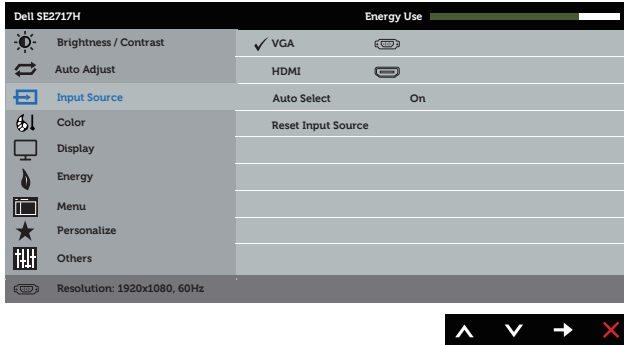 Dell SE2717H Energy Use
Brightness / Contrast
VGA
Auto Adjust
HDMI
Input Source
Auto Select On
Color
Reset Input Source
Display
Energy
Menu
Personalize
Others
Resolution: 1920x1080, 60Hz